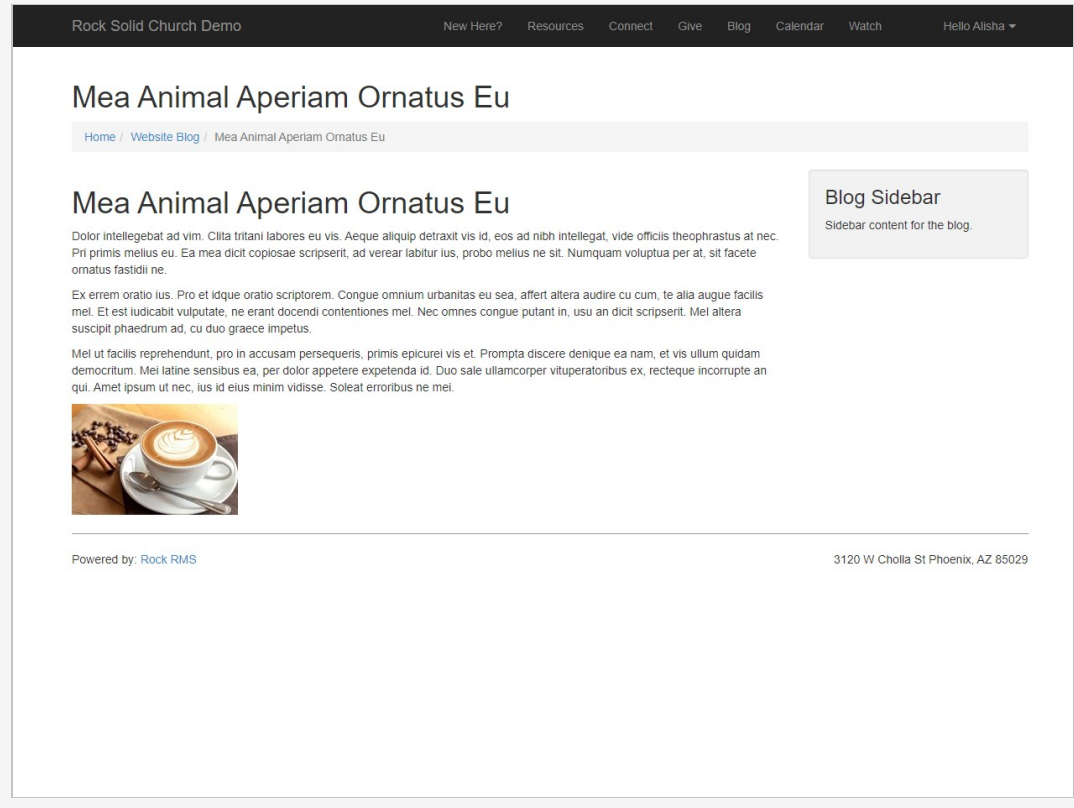 Rock Solid Church Demo
New Here? Resources Connect Give Blog Calendar Watch Hello Alisha
Mea Animal Aperiam Ornatus Eu
Home / Website Blog / Mea Animal Aperiam Ornatus Eu
Mea Animal Aperiam Ornatus Eu
Dolor intellegebat ad vim. Clita tritani labores eu vis. Aeque aliquip detraxit vis id, eos ad nibh intellegat, vide officiis theophrastus at nec.
Pri primis melius eu. Ea mea dicit copiosae scripserit, ad verear labitur ius, probo melius ne sit. Numquam voluptua per at, sit facete
ornatus fastidii ne.
Ex errem oratio ius. Pro et idque oratio scriptorem. Congue omnium urbanitas eu sea, affert altera audire cu cum, te alia augue facilis
mel. Et est iudicabit vulputate, ne erant docendi contentiones mel. Nec omnes congue putant in, usu an dicit scripserit. Mel altera
suscipit phaedrum ad, cu duo graece impetus.
Mel ut facilis reprehendunt, pro in accusam persequeris, primis epicurei vis et. Prompta discere denique ea nam, et vis ullum quidam
democritum. Mei latine sensibus ea, per dolor appetere expetenda id. Duo sale ullamcorper vituperatoribus ex, recteque incorrupte an
qui. Amet ipsum ut nec, ius id eius minim vidisse. Soleat erroribus ne mei.
Blog Sidebar
Sidebar content for the blog.
Powered by: Rock RMS
3120 W Cholla St Phoenix, AZ 85029